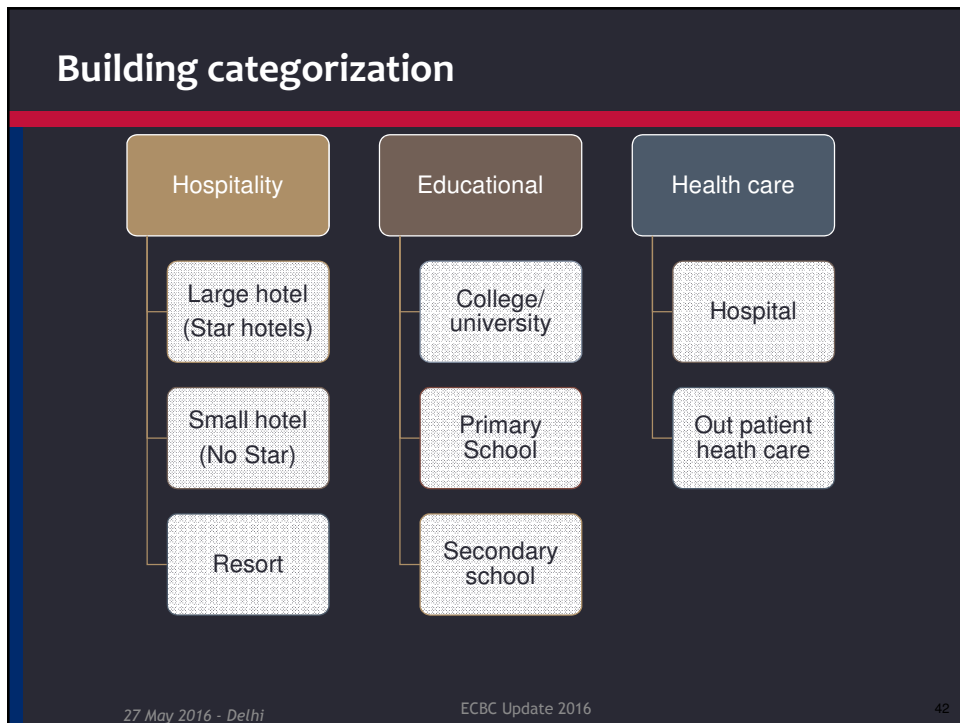 Building categorization
Hospitality
Large hotel
(Star hotels)
Small hotel
(No Star)
Resort
Educational
College/
university
Primary
School
Secondary
school
Health care
Hospital
Out patient
heath care
27 May 2016 - Delhi
ECBC Update 2016
42